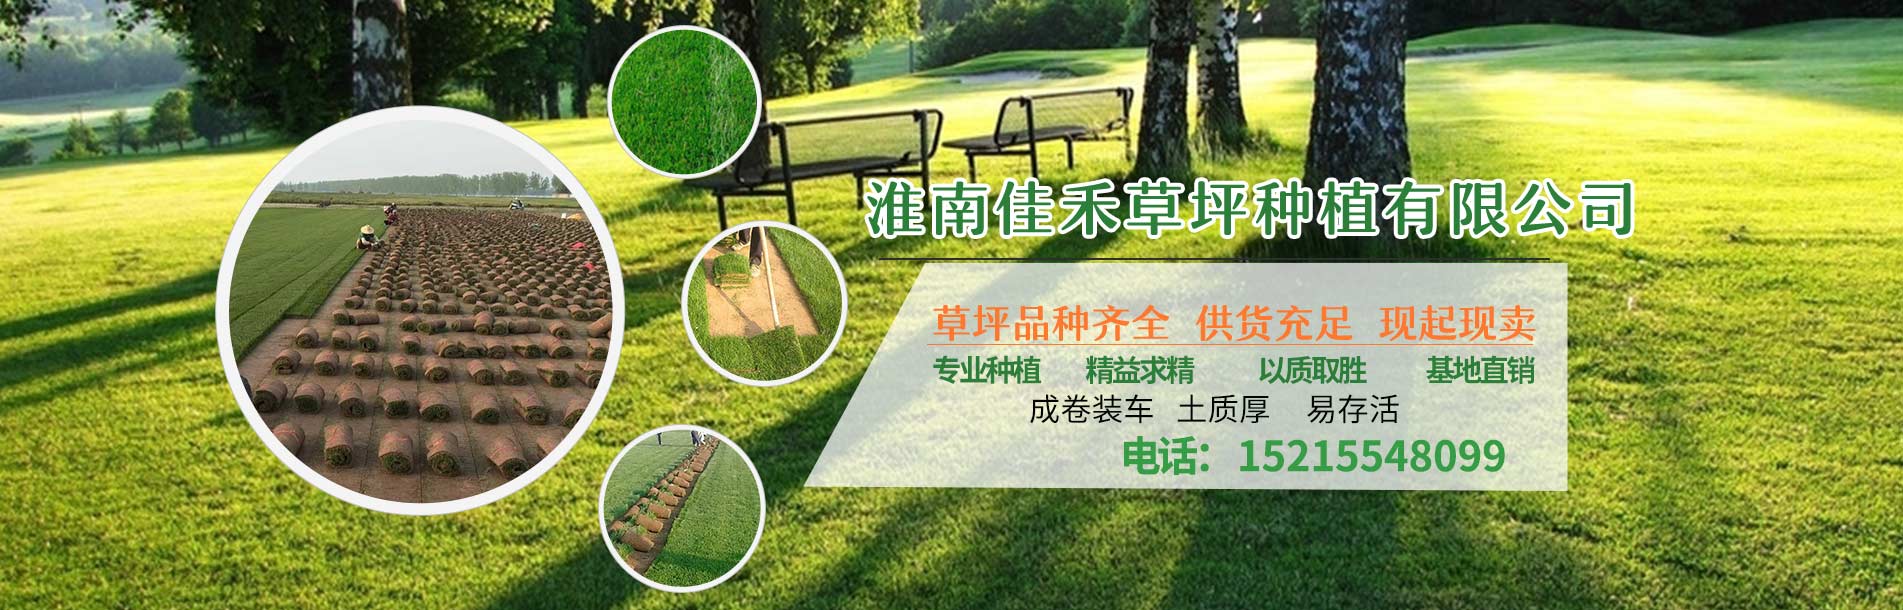 淮南佳禾草坪种植有限公司
草坪品种齐全 供货充足 现起现卖
专业种植 精益求精 以质取胜 基地直销
成卷装车 土质厚 易存活
电话：15215548099